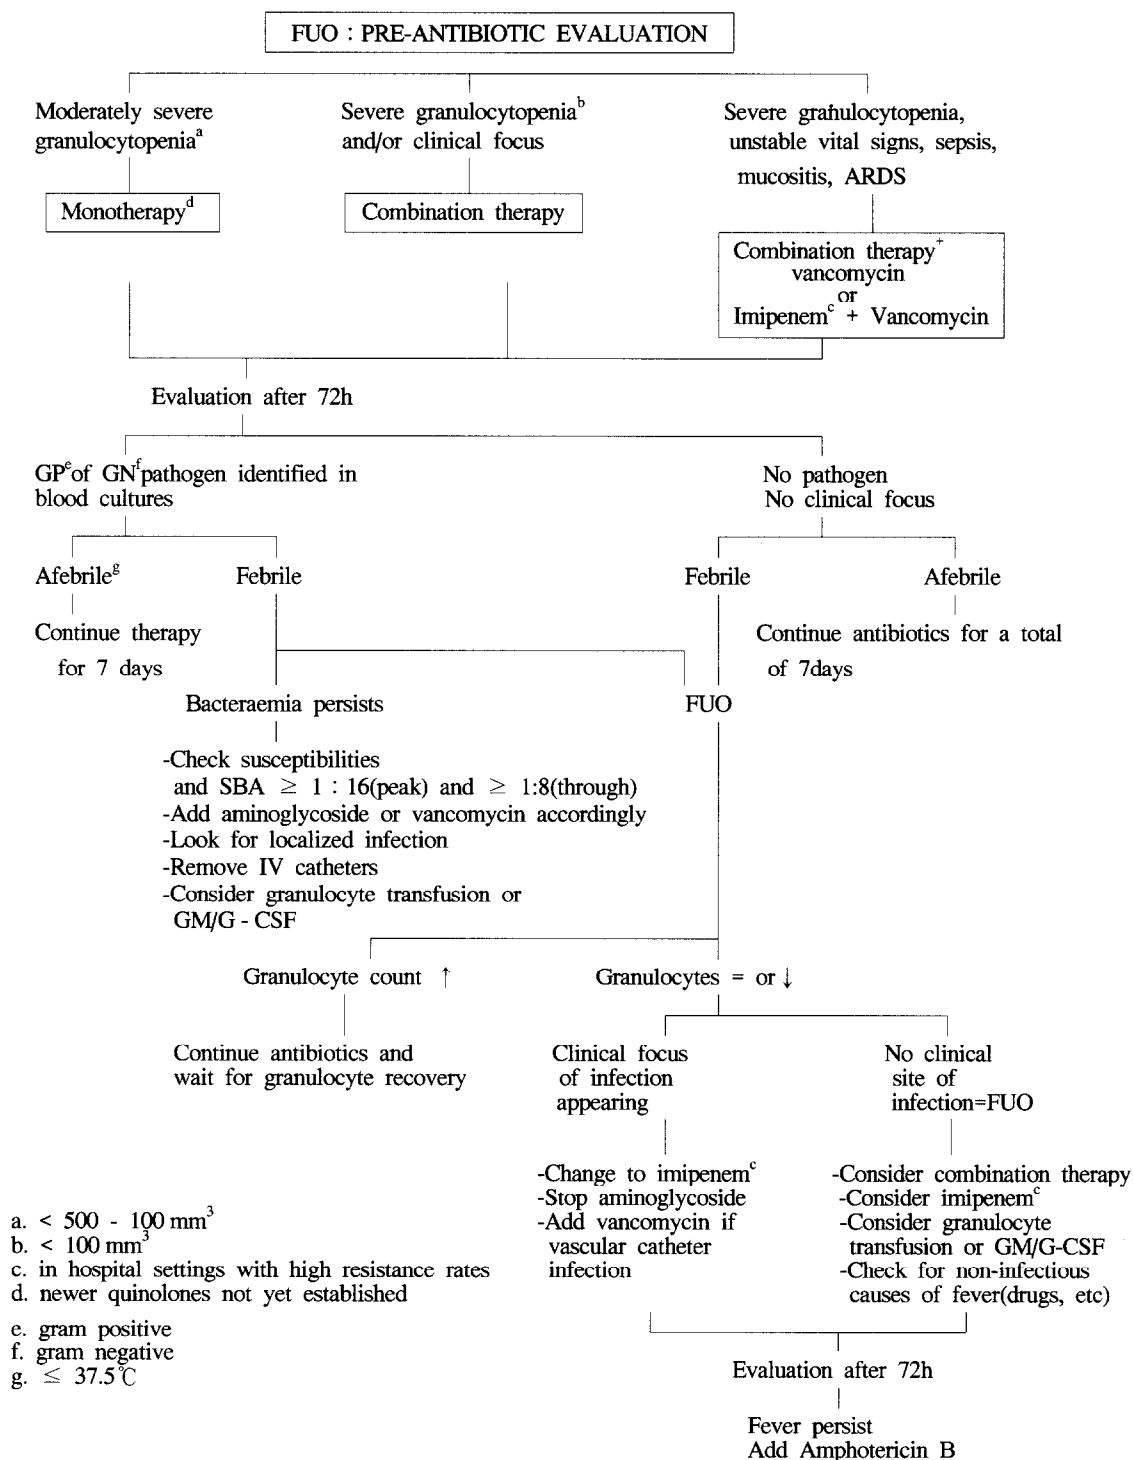 FUO : PRE-ANTIBIOTIC EVALUATION
Moderately severe
granulocytopenia^a
Severe granulocytopenia^b
and/or clinical focus
Severe grahulocytopenia,
unstable vital signs, sepsis,
mucositis, ARDS
Monotherapy^d
Combination therapy
Combination therapy^+
vancomycin
or
Imipenem^c + Vancomycin
Evaluation after 72h
GP^e of GN^f pathogen identified in
blood cultures
No pathogen
No clinical focus
Afebrile^g
Febrile
Febrile
Afebrile
Continue therapy
for 7 days
Continue antibiotics for a total
of 7days
Bacteraemia persists
FUO
-Check susceptibilities
and SBA ≥ 1 : 16(peak) and ≥ 1:8(through)
-Add aminoglycoside or vancomycin accordingly
-Look for localized infection
-Remove IV catheters
-Consider granulocyte transfusion or
GM/G - CSF
Granulocyte count ↑
Granulocytes = or ↓
Continue antibiotics and
wait for granulocyte recovery
Clinical focus
of infection
appearing
No clinical
site of
infection=FUO
-Change to imipenem^c
-Stop aminoglycoside
-Add vancomycin if
vascular catheter
infection
-Consider combination therapy
-Consider imipenem^c
-Consider granulocyte
transfusion or GM/G-CSF
-Check for non-infectious
causes of fever(drugs, etc)
a. < 500 - 100 mm³
b. < 100 mm³
c. in hospital settings with high resistance rates
d. newer quinolones not yet established
e. gram positive
f. gram negative
g. ≤ 37.5℃
Evaluation after 72h
Fever persist
Add Amphotericin B